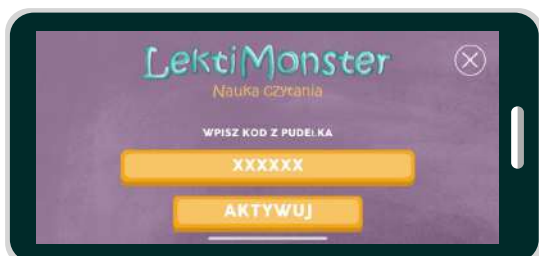 LektiMonster
Nauka czytania
WPISZ KOD Z PUDEŁKA
XXXXXX
AKTYWUJ